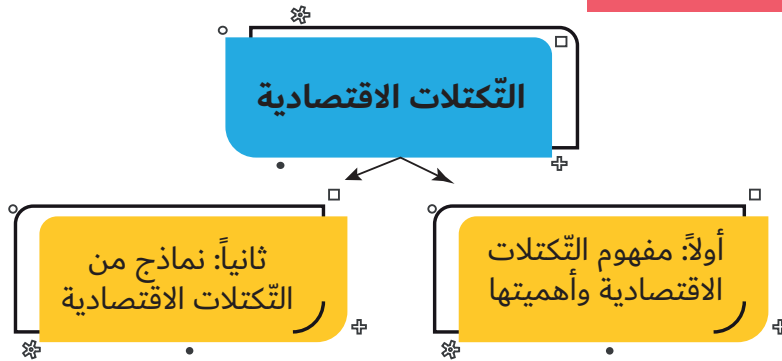 التّكتلات الاقتصادية
أولاً: مفهوم التّكتلات
الاقتصادية وأهميتها
ثانياً: نماذج من
التّكتلات الاقتصادية